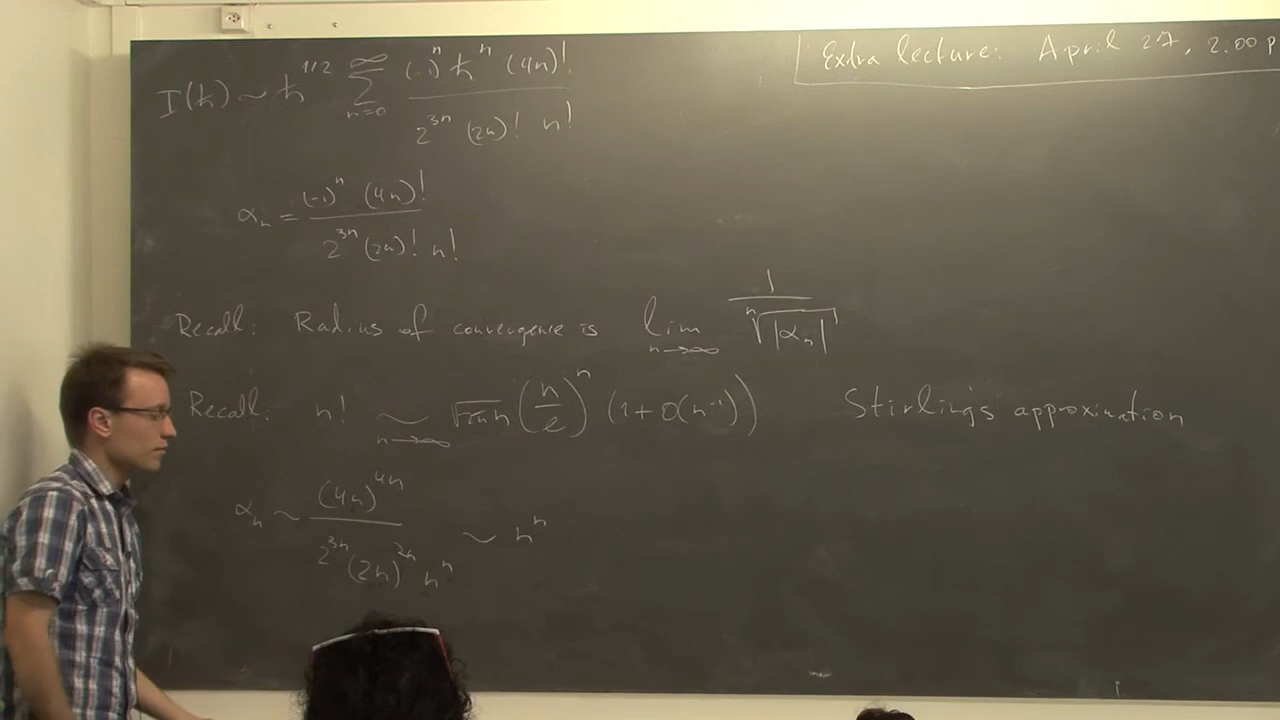 Extra lecture: April 27, 2:00 p
I(ħ) ~ ħ^{1/2} ∑_{n=0}^{∞} (-1)^n ħ^n (4n)! / 2^{3n} (2n)! n!
α_n = (-1)^n (4n)! / 2^{3n} (2n)! n!
Recall: Radius of convergence is lim_{n→∞} 1 / ⁿ√|α_n|
Recall: n! ~_{n→∞} √2πn (n/e)^n (1+O(n^{-1})) Stirling's approximation
α_n ~ (4n)^{4n} / 2^{3n} (2n)^{2n} n^n ~ n^n